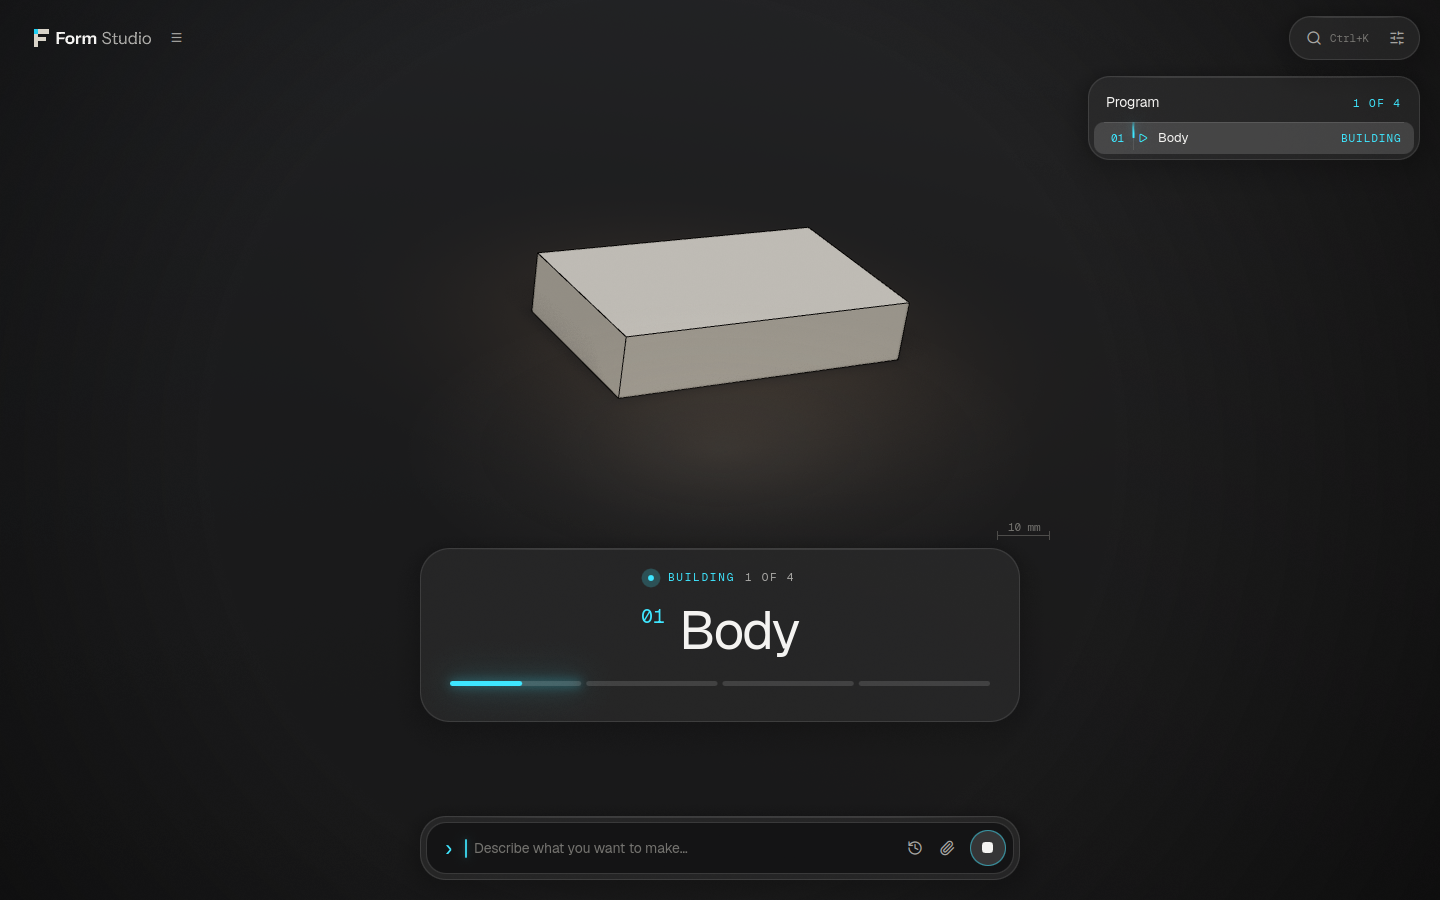 Form Studio
Ctrl+K
Program
1 OF 4
01 Body
BUILDING
10 mm
BUILDING 1 OF 4
01 Body
Describe what you want to make…